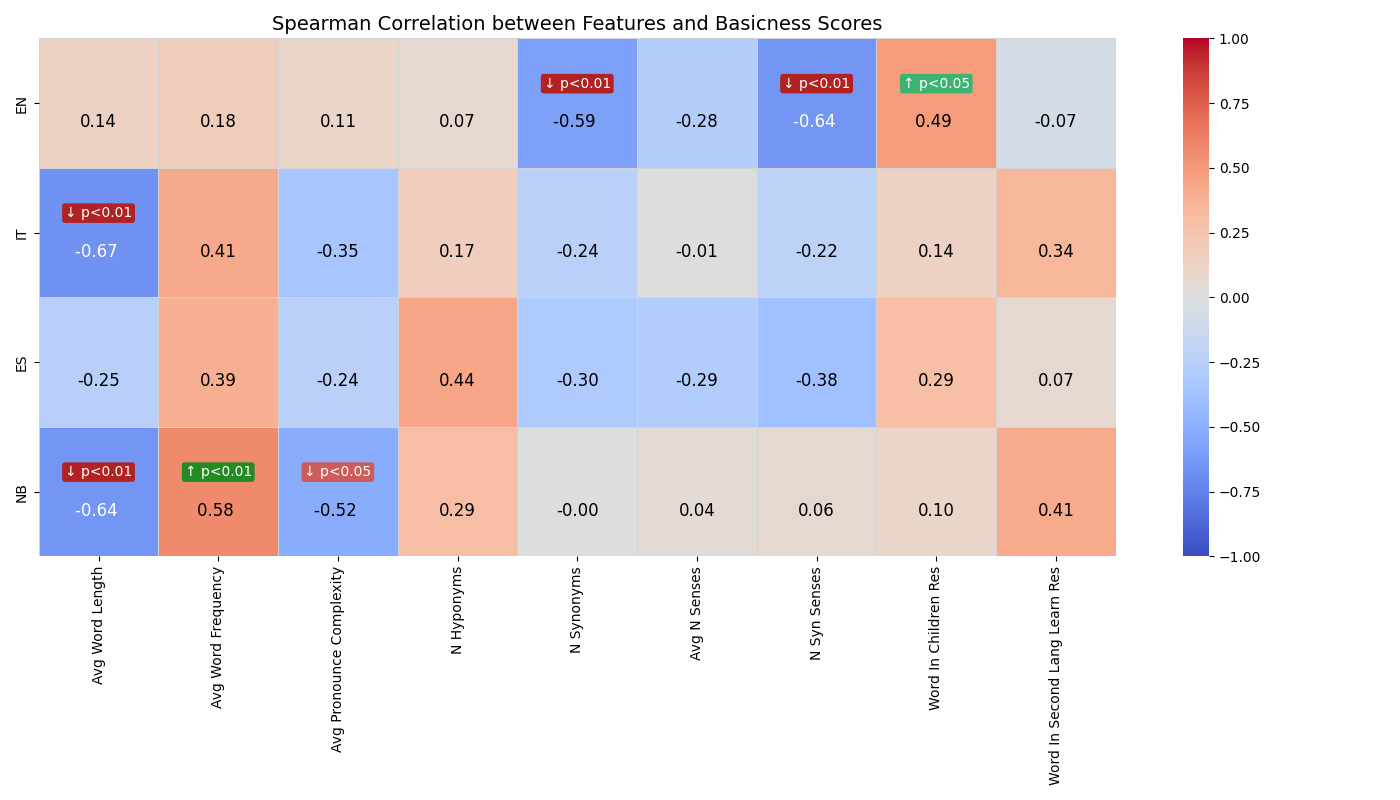 Spearman Correlation between Features and Basicness Scores
EN
↓ p<0.01
↓ p<0.01
↑ p<0.05
0.14 0.18 0.11 0.07 -0.59 -0.28 -0.64 0.49 -0.07
IT
↓ p<0.01
-0.67 0.41 -0.35 0.17 -0.24 -0.01 -0.22 0.14 0.34
ES
-0.25 0.39 -0.24 0.44 -0.30 -0.29 -0.38 0.29 0.07
NB
↓ p<0.01
↑ p<0.01
↓ p<0.05
-0.64 0.58 -0.52 0.29 -0.00 0.04 0.06 0.10 0.41
Avg Word Length
Avg Word Frequency
Avg Pronounce Complexity
N Hyponyms
N Synonyms
Avg N Senses
N Syn Senses
Word In Children Res
Word In Second Lang Learn Res
1.00
0.75
0.50
0.25
0.00
−0.25
−0.50
−0.75
−1.00